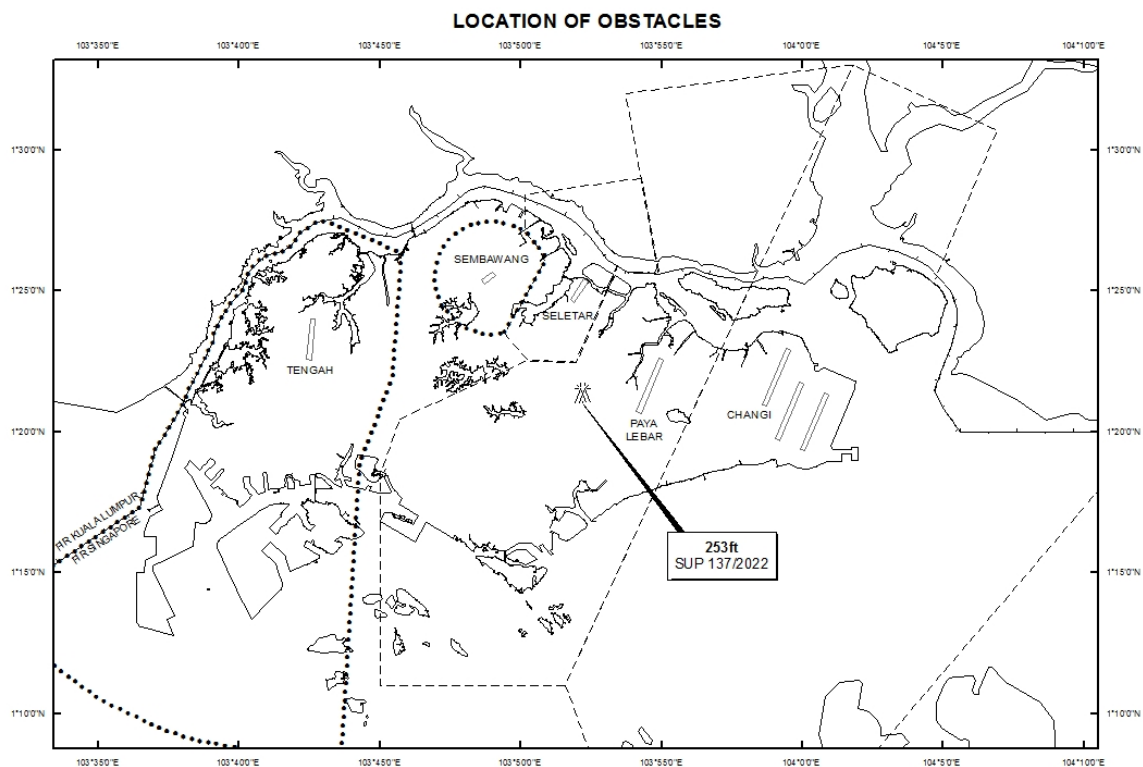 LOCATION OF OBSTACLES
103°35'0"E 103°40'0"E 103°45'0"E 103°50'0"E 103°55'0"E 104°0'0"E 104°5'0"E 104°10'0"E
1°30'0"N 1°30'0"N
SEMBAWANG
1°25'0"N 1°25'0"N
SELETAR
TENGAH
CHANGI
PAYA
LEBAR
1°20'0"N 1°20'0"N
FIR KUALA LUMPUR
FIR SINGAPORE
253ft
SUP 137/2022
1°15'0"N 1°15'0"N
1°10'0"N 1°10'0"N
103°35'0"E 103°40'0"E 103°45'0"E 103°50'0"E 103°55'0"E 104°0'0"E 104°5'0"E 104°10'0"E